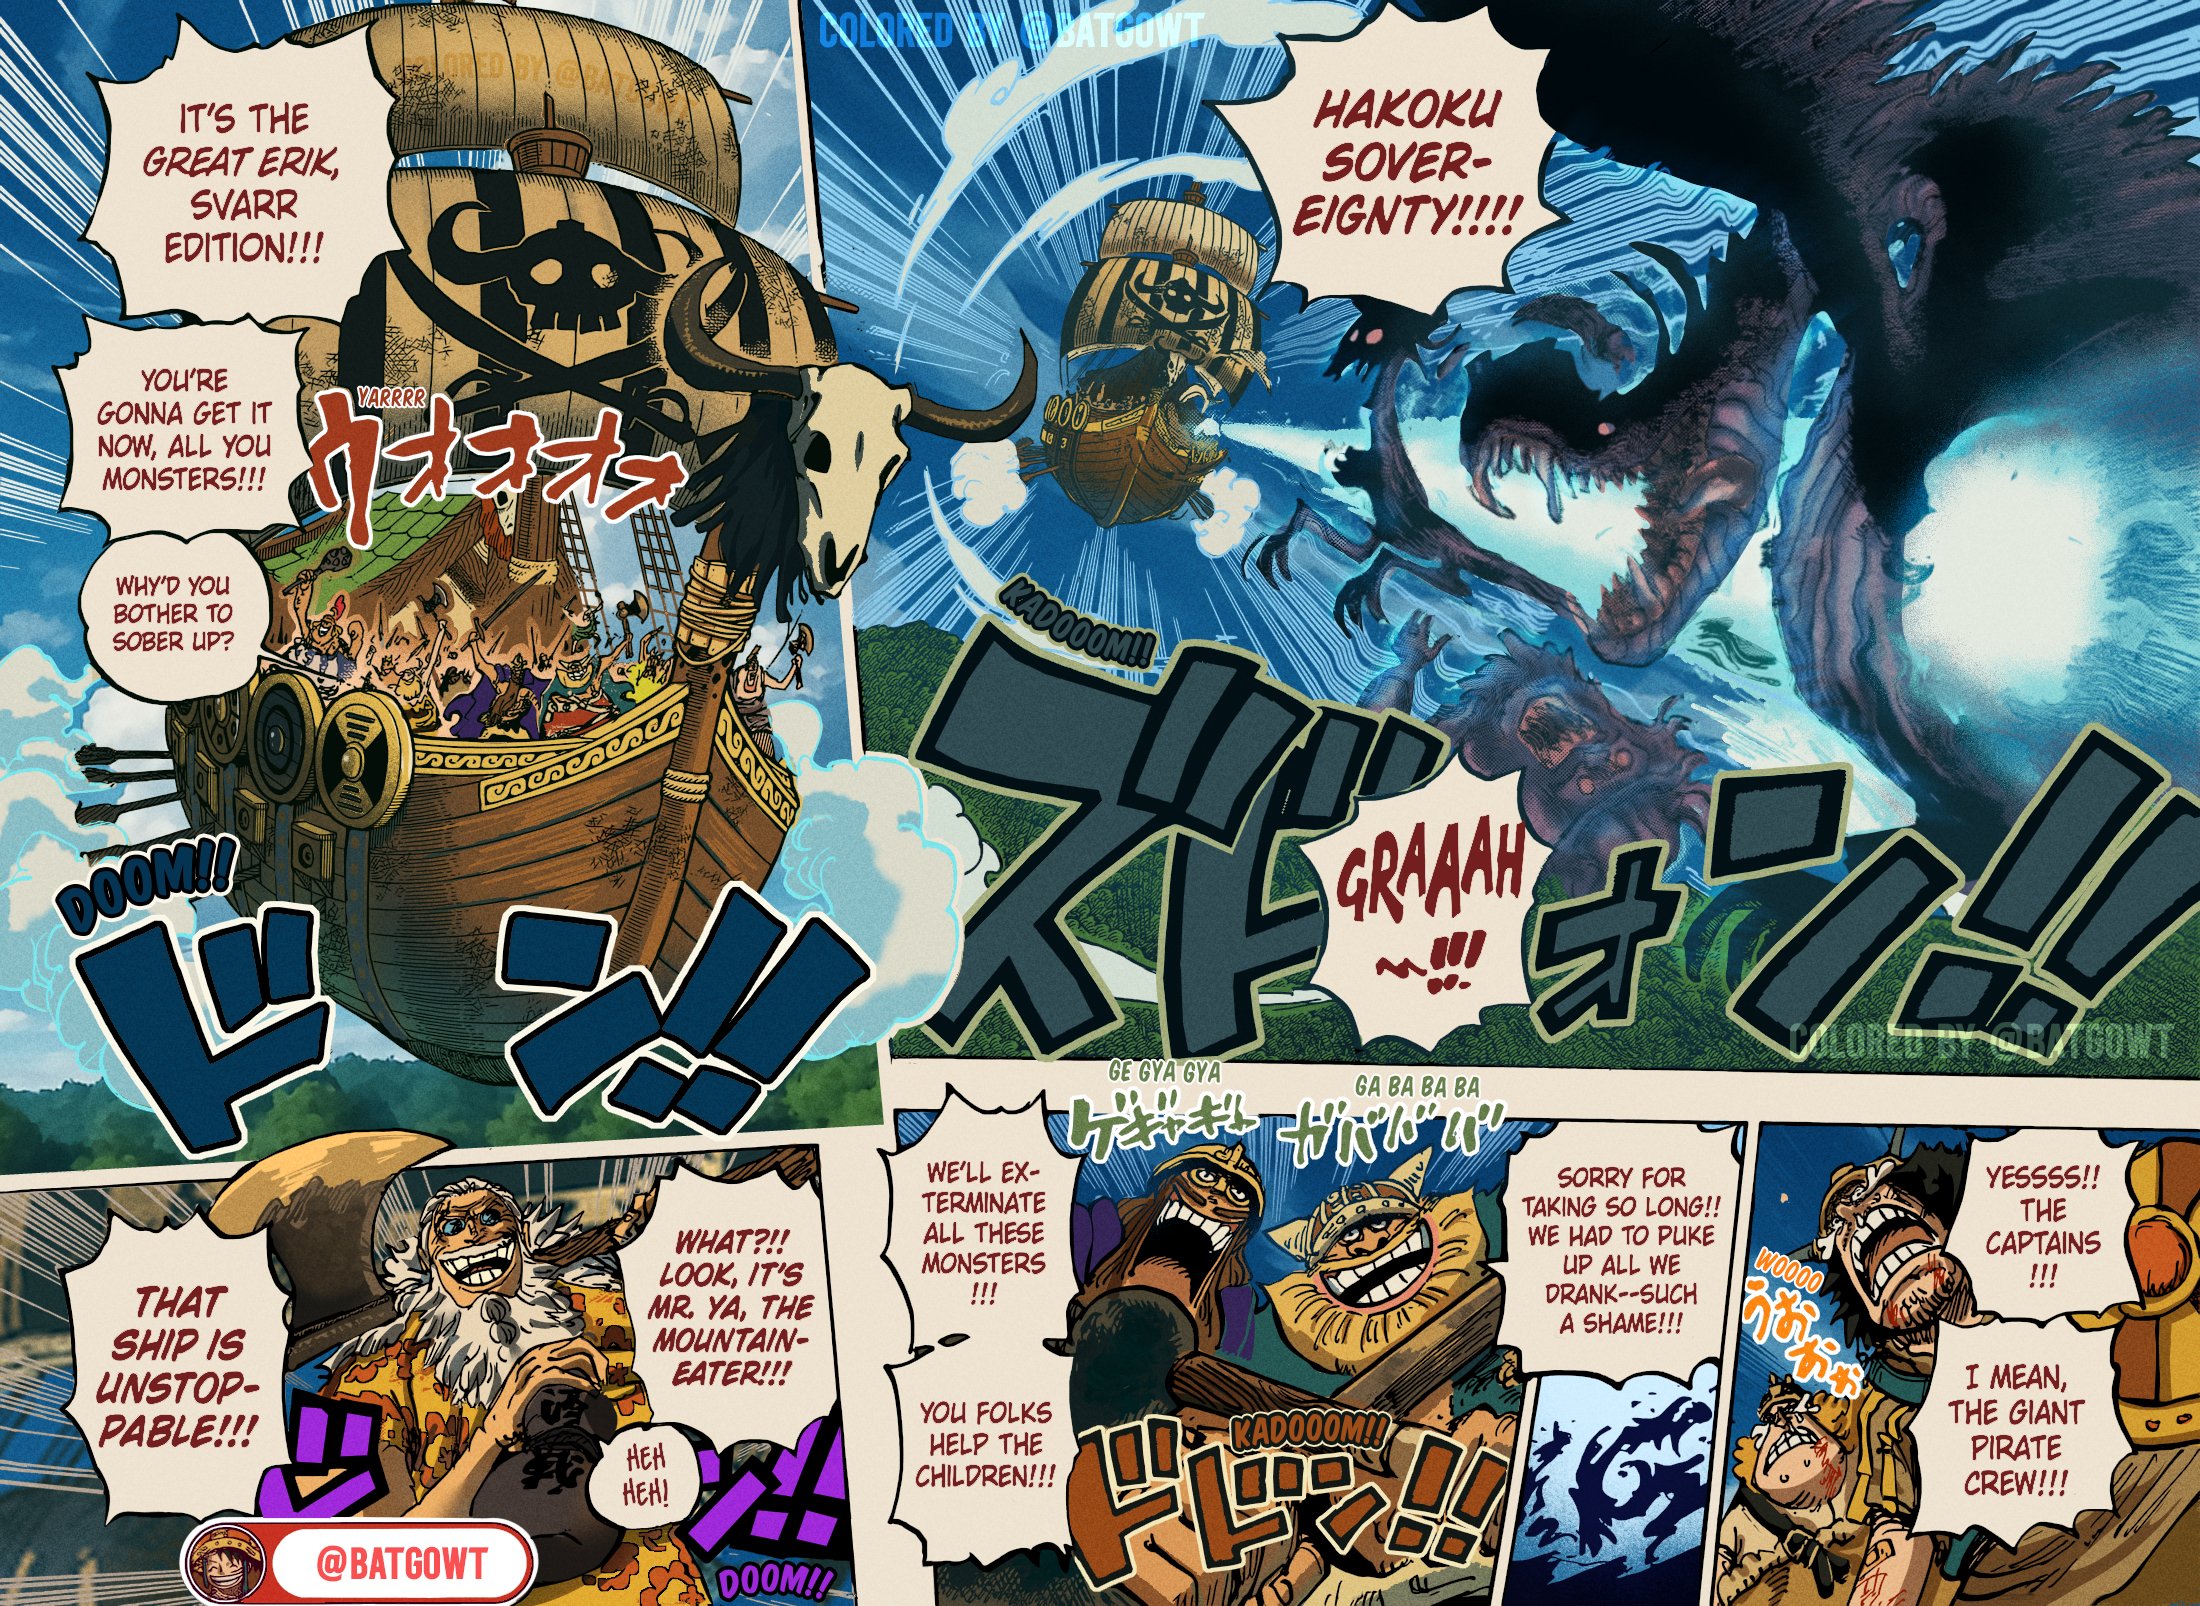 COLORED BY @BATGOWT
HAKOKU
SOVER-
EIGNTY!!!!
KADOOOM!!
ズドォン!!
GRAAAH
~!!!
COLORED BY @BATGOWT
IT'S THE
GREAT ERIK,
SVARR
EDITION!!!
YOU'RE
GONNA GET IT
NOW, ALL YOU
MONSTERS!!!
YARRRR
ウオオオオ
WHY'D YOU
BOTHER TO
SOBER UP?
DOOM!!
ドン!!
YESSSS!!
THE
CAPTAINS
!!!
WOOOO
うおおおお
I MEAN,
THE GIANT
PIRATE
CREW!!!
SORRY FOR
TAKING SO LONG!!
WE HAD TO PUKE
UP ALL WE
DRANK--SUCH
A SHAME!!!
GA BA BA BA
ガババババ
GE GYA GYA
ゲギャギャ
WE'LL EX-
TERMINATE
ALL THESE
MONSTERS
!!!
YOU FOLKS
HELP THE
CHILDREN!!!
KADOOOM!!
ドドドン!!
WHAT?!!
LOOK, IT'S
MR. YA, THE
MOUNTAIN-
EATER!!!
HEH
HEH!
THAT
SHIP IS
UNSTOP-
PABLE!!!
ドン!!
DOOM!!
@BATGOWT